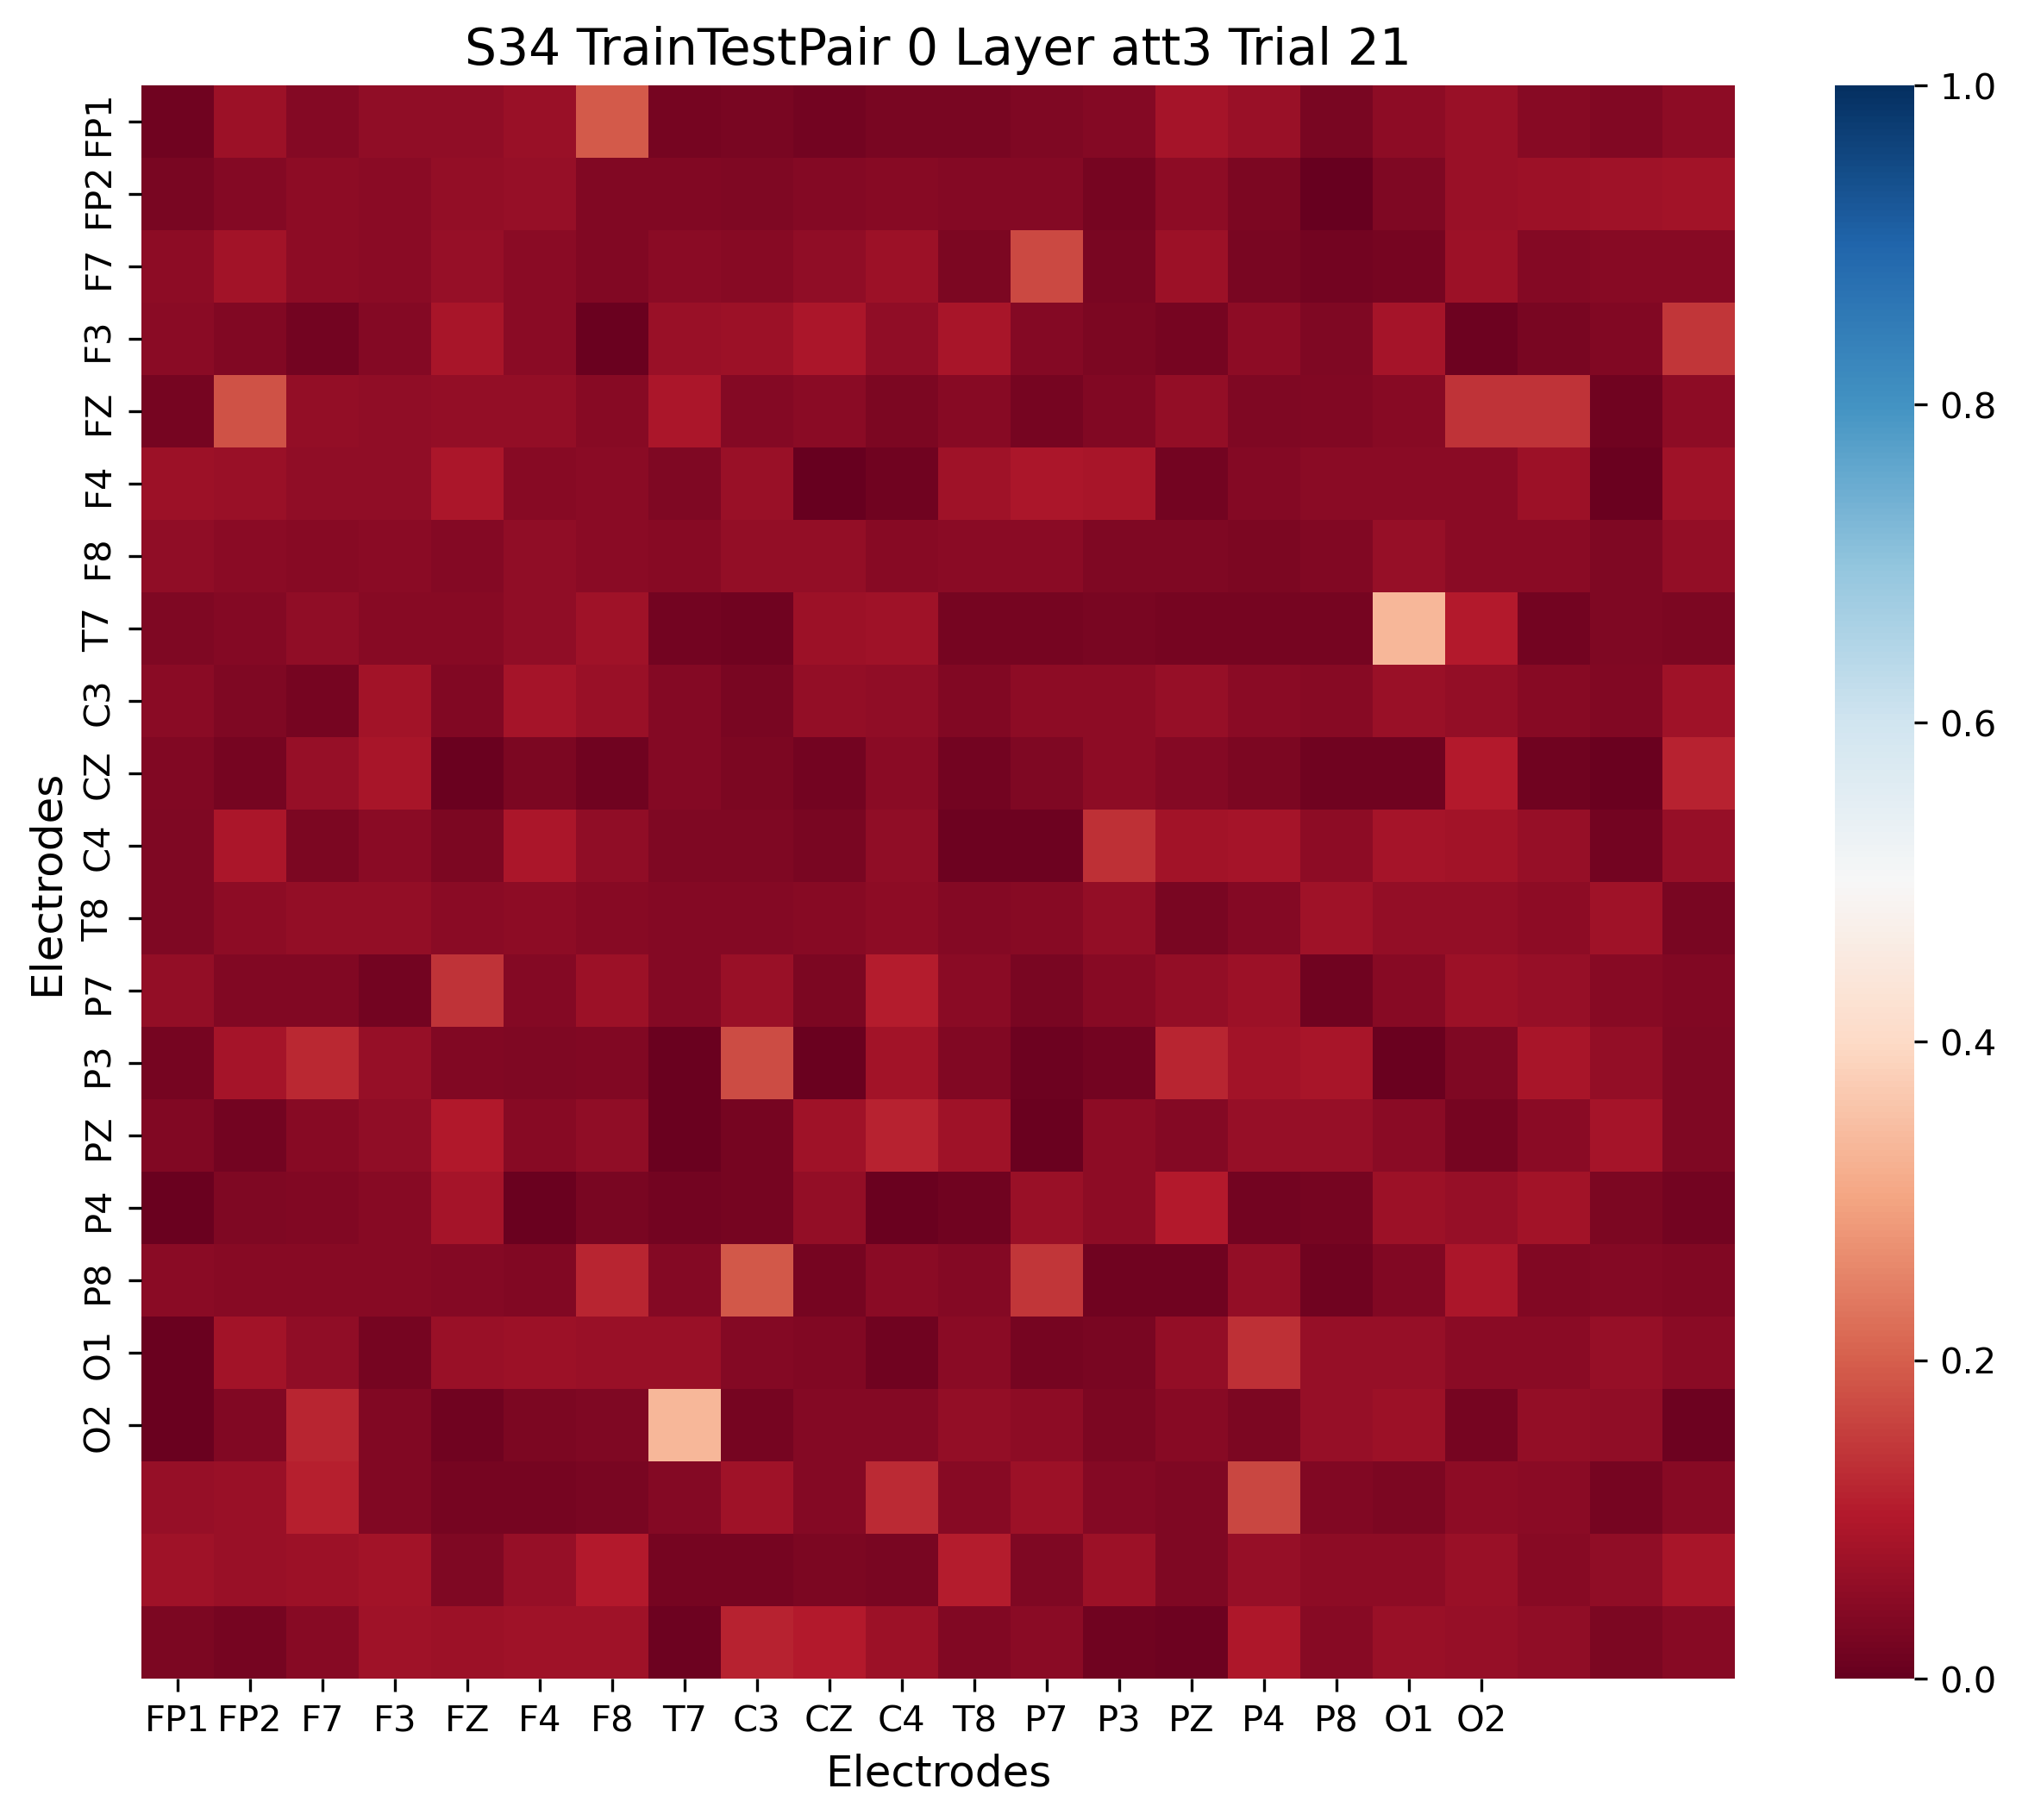 S34 TrainTestPair 0 Layer att3 Trial 21
Electrodes
FP1
FP2
F7
F3
FZ
F4
F8
T7
C3
CZ
C4
T8
P7
P3
PZ
P4
P8
O1
O2
FP1 FP2 F7 F3 FZ F4 F8 T7 C3 CZ C4 T8 P7 P3 PZ P4 P8 O1 O2
Electrodes
1.0
0.8
0.6
0.4
0.2
0.0